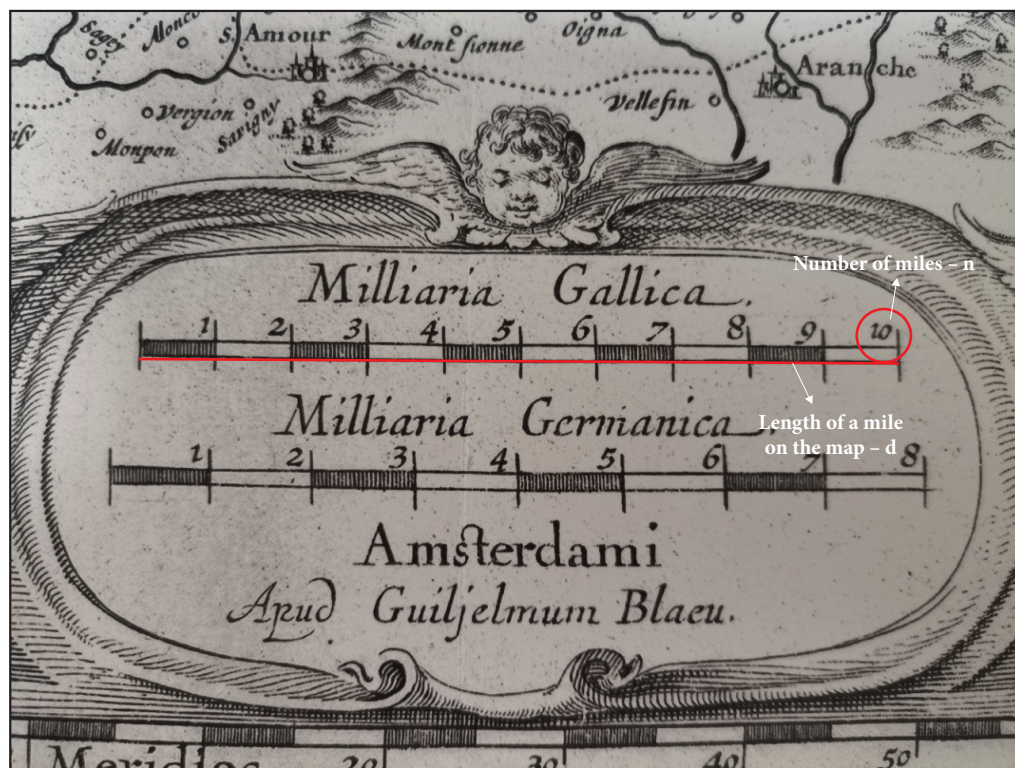 Sagey
S. Amour
Mont sionne
Oigna
Aranche
Vergion
Savigny
Vellefin
Monpon
Number of miles – n
Milliaria Gallica.
1 2 3 4 5 6 7 8 9 10
Length of a mile
on the map – d
Milliaria Germanica.
1 2 3 4 5 6 7 8
Amsterdami
Apud Guiljelmum Blaeu.
20 30 40 50